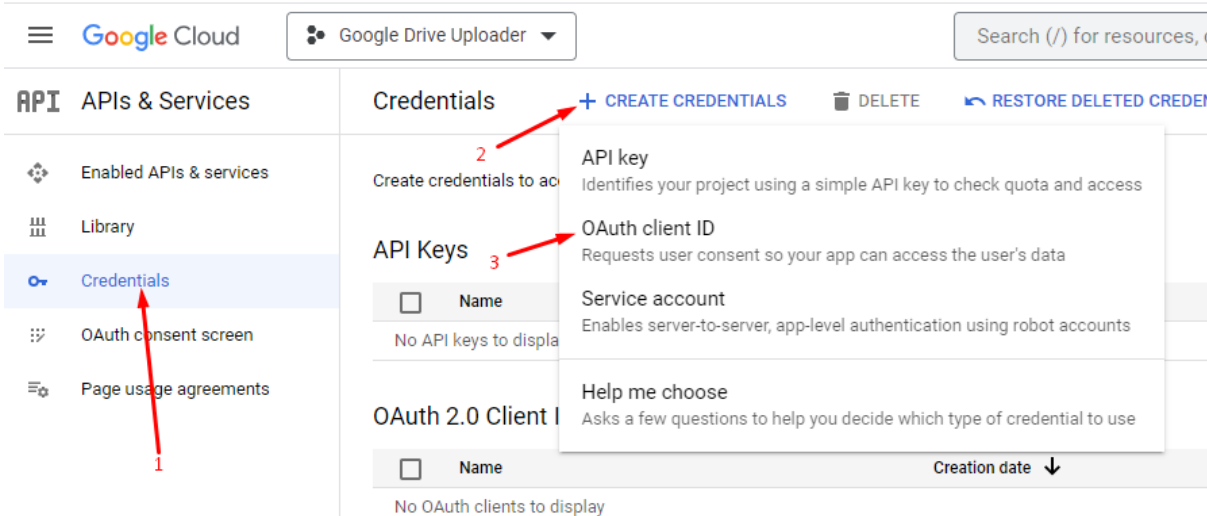 Google Cloud
Google Drive Uploader
Search (/) for resources,
API APIs & Services
Enabled APIs & services
Library
Credentials
OAuth consent screen
Page usage agreements
1
Credentials
+ CREATE CREDENTIALS
DELETE
RESTORE DELETED CREDEN
2
Create credentials to ac
API Keys
3
Name
No API keys to displa
OAuth 2.0 Client I
Name
Creation date
No OAuth clients to display
API key
Identifies your project using a simple API key to check quota and access
OAuth client ID
Requests user consent so your app can access the user's data
Service account
Enables server-to-server, app-level authentication using robot accounts
Help me choose
Asks a few questions to help you decide which type of credential to use